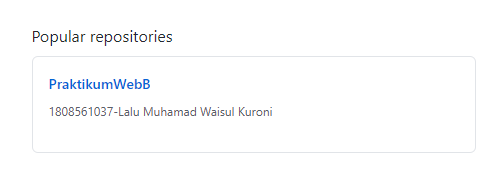 Popular repositories
PraktikumWebB
1808561037-Lalu Muhamad Waisul Kuroni